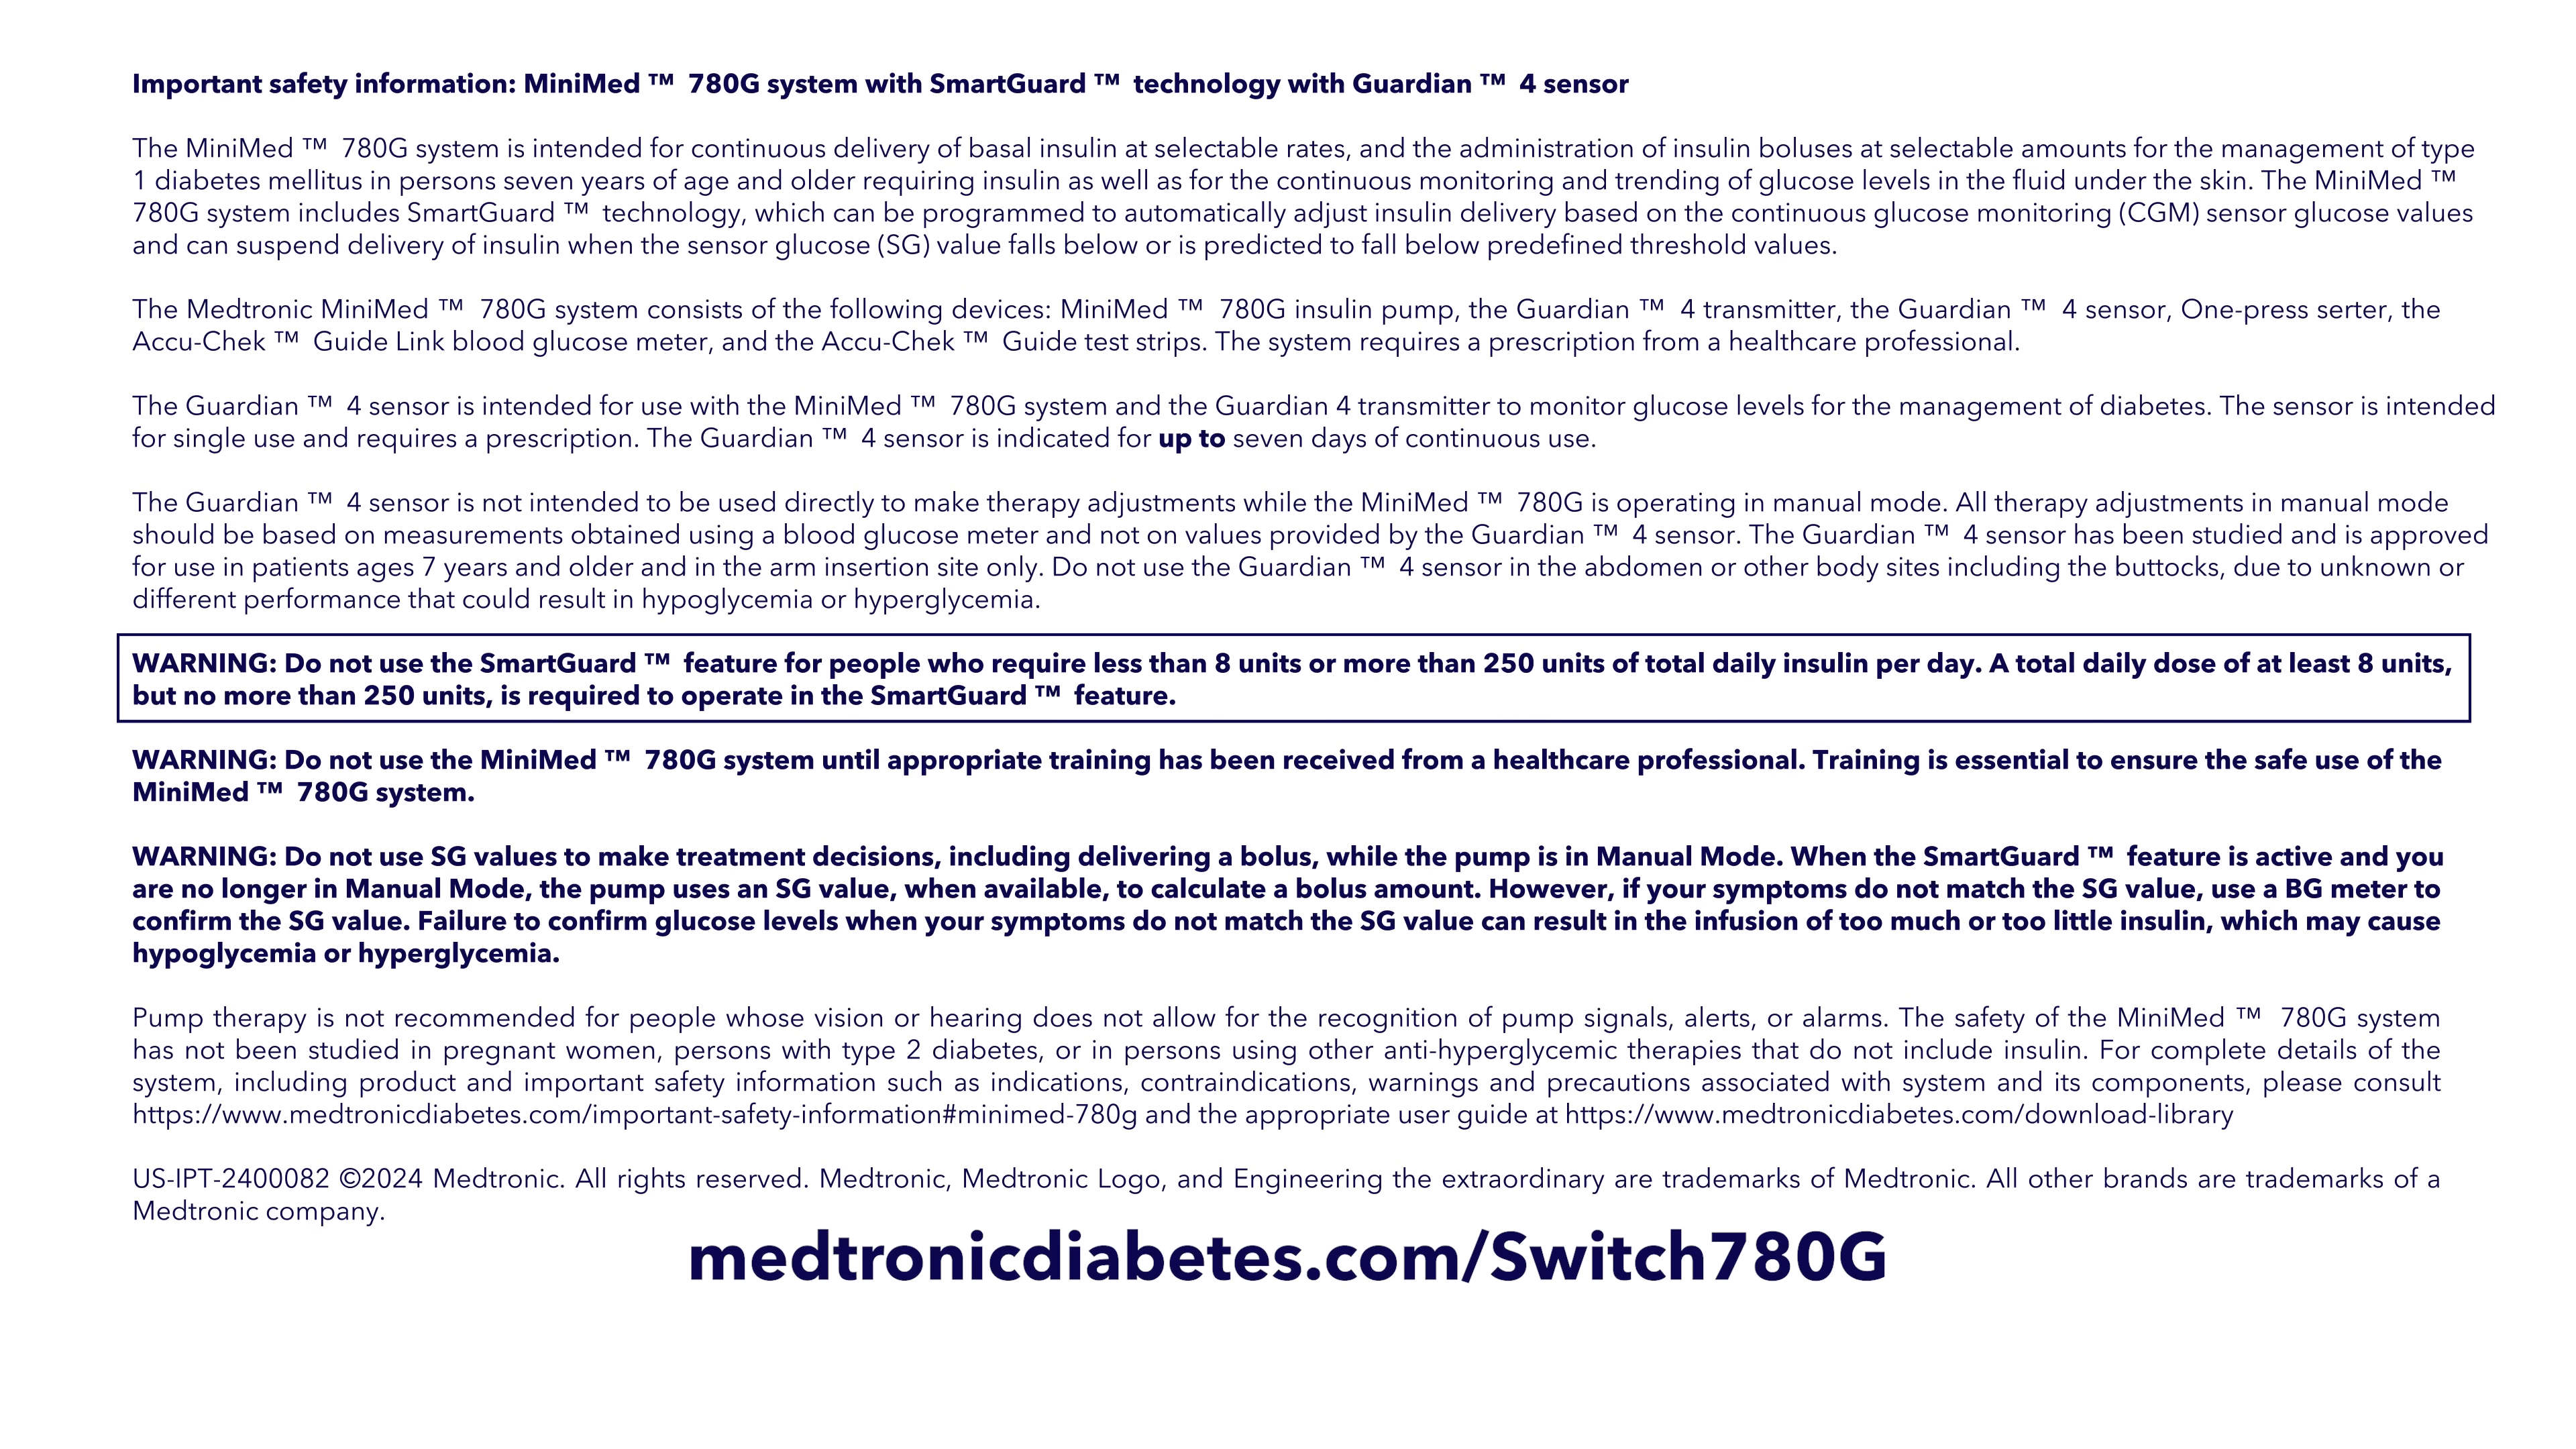 Important safety information: MiniMed ™ 780G system with SmartGuard ™ technology with Guardian ™ 4 sensor
The MiniMed ™ 780G system is intended for continuous delivery of basal insulin at selectable rates, and the administration of insulin boluses at selectable amounts for the management of type
1 diabetes mellitus in persons seven years of age and older requiring insulin as well as for the continuous monitoring and trending of glucose levels in the fluid under the skin. The MiniMed ™
780G system includes SmartGuard ™ technology, which can be programmed to automatically adjust insulin delivery based on the continuous glucose monitoring (CGM) sensor glucose values
and can suspend delivery of insulin when the sensor glucose (SG) value falls below or is predicted to fall below predefined threshold values.
The Medtronic MiniMed ™ 780G system consists of the following devices: MiniMed ™ 780G insulin pump, the Guardian ™ 4 transmitter, the Guardian ™ 4 sensor, One-press serter, the
Accu-Chek ™ Guide Link blood glucose meter, and the Accu-Chek ™ Guide test strips. The system requires a prescription from a healthcare professional.
The Guardian ™ 4 sensor is intended for use with the MiniMed ™ 780G system and the Guardian 4 transmitter to monitor glucose levels for the management of diabetes. The sensor is intended
for single use and requires a prescription. The Guardian ™ 4 sensor is indicated for up to seven days of continuous use.
The Guardian ™ 4 sensor is not intended to be used directly to make therapy adjustments while the MiniMed ™ 780G is operating in manual mode. All therapy adjustments in manual mode
should be based on measurements obtained using a blood glucose meter and not on values provided by the Guardian ™ 4 sensor. The Guardian ™ 4 sensor has been studied and is approved
for use in patients ages 7 years and older and in the arm insertion site only. Do not use the Guardian ™ 4 sensor in the abdomen or other body sites including the buttocks, due to unknown or
different performance that could result in hypoglycemia or hyperglycemia.
WARNING: Do not use the SmartGuard ™ feature for people who require less than 8 units or more than 250 units of total daily insulin per day. A total daily dose of at least 8 units,
but no more than 250 units, is required to operate in the SmartGuard ™ feature.
WARNING: Do not use the MiniMed ™ 780G system until appropriate training has been received from a healthcare professional. Training is essential to ensure the safe use of the
MiniMed ™ 780G system.
WARNING: Do not use SG values to make treatment decisions, including delivering a bolus, while the pump is in Manual Mode. When the SmartGuard ™ feature is active and you
are no longer in Manual Mode, the pump uses an SG value, when available, to calculate a bolus amount. However, if your symptoms do not match the SG value, use a BG meter to
confirm the SG value. Failure to confirm glucose levels when your symptoms do not match the SG value can result in the infusion of too much or too little insulin, which may cause
hypoglycemia or hyperglycemia.
Pump therapy is not recommended for people whose vision or hearing does not allow for the recognition of pump signals, alerts, or alarms. The safety of the MiniMed ™ 780G system
has not been studied in pregnant women, persons with type 2 diabetes, or in persons using other anti-hyperglycemic therapies that do not include insulin. For complete details of the
system, including product and important safety information such as indications, contraindications, warnings and precautions associated with system and its components, please consult
https://www.medtronicdiabetes.com/important-safety-information#minimed-780g and the appropriate user guide at https://www.medtronicdiabetes.com/download-library
US-IPT-2400082 ©2024 Medtronic. All rights reserved. Medtronic, Medtronic Logo, and Engineering the extraordinary are trademarks of Medtronic. All other brands are trademarks of a
Medtronic company.
medtronicdiabetes.com/Switch780G